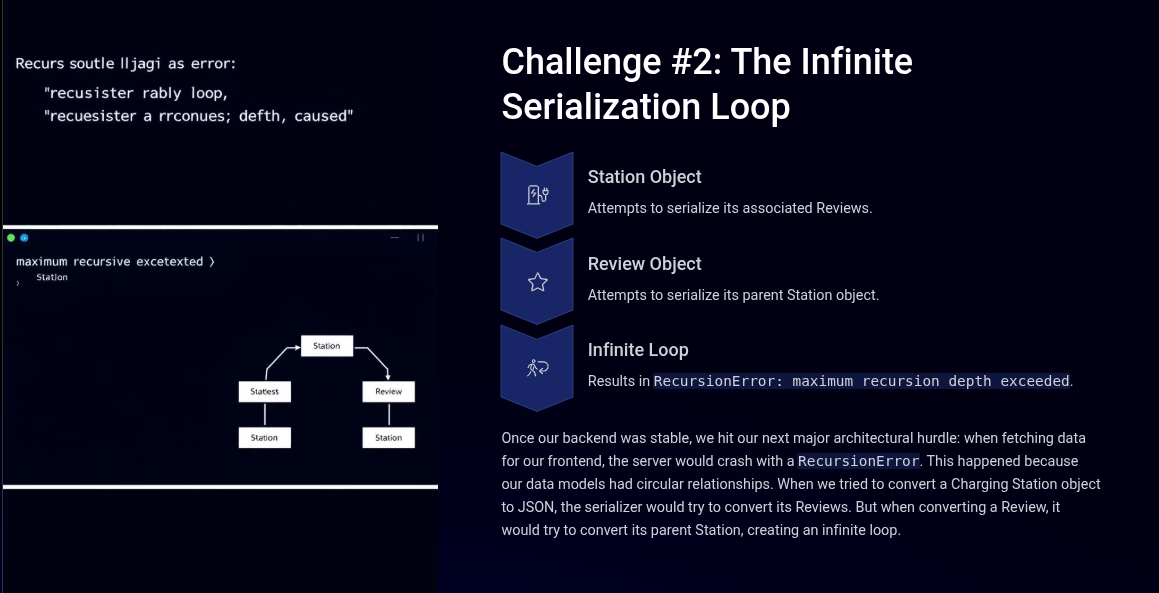 Recurs soutle lljagi as error:
"recusister rably loop,
"recuesister a rrconues; defth, caused"
maximum recursive excetexted 〉
Station
Station
Statiest
Review
Station
Station
Challenge #2: The Infinite
Serialization Loop
Station Object
Attempts to serialize its associated Reviews.
Review Object
Attempts to serialize its parent Station object.
Infinite Loop
Results in RecursionError: maximum recursion depth exceeded.
Once our backend was stable, we hit our next major architectural hurdle: when fetching data
for our frontend, the server would crash with a RecursionError. This happened because
our data models had circular relationships. When we tried to convert a Charging Station object
to JSON, the serializer would try to convert its Reviews. But when converting a Review, it
would try to convert its parent Station, creating an infinite loop.